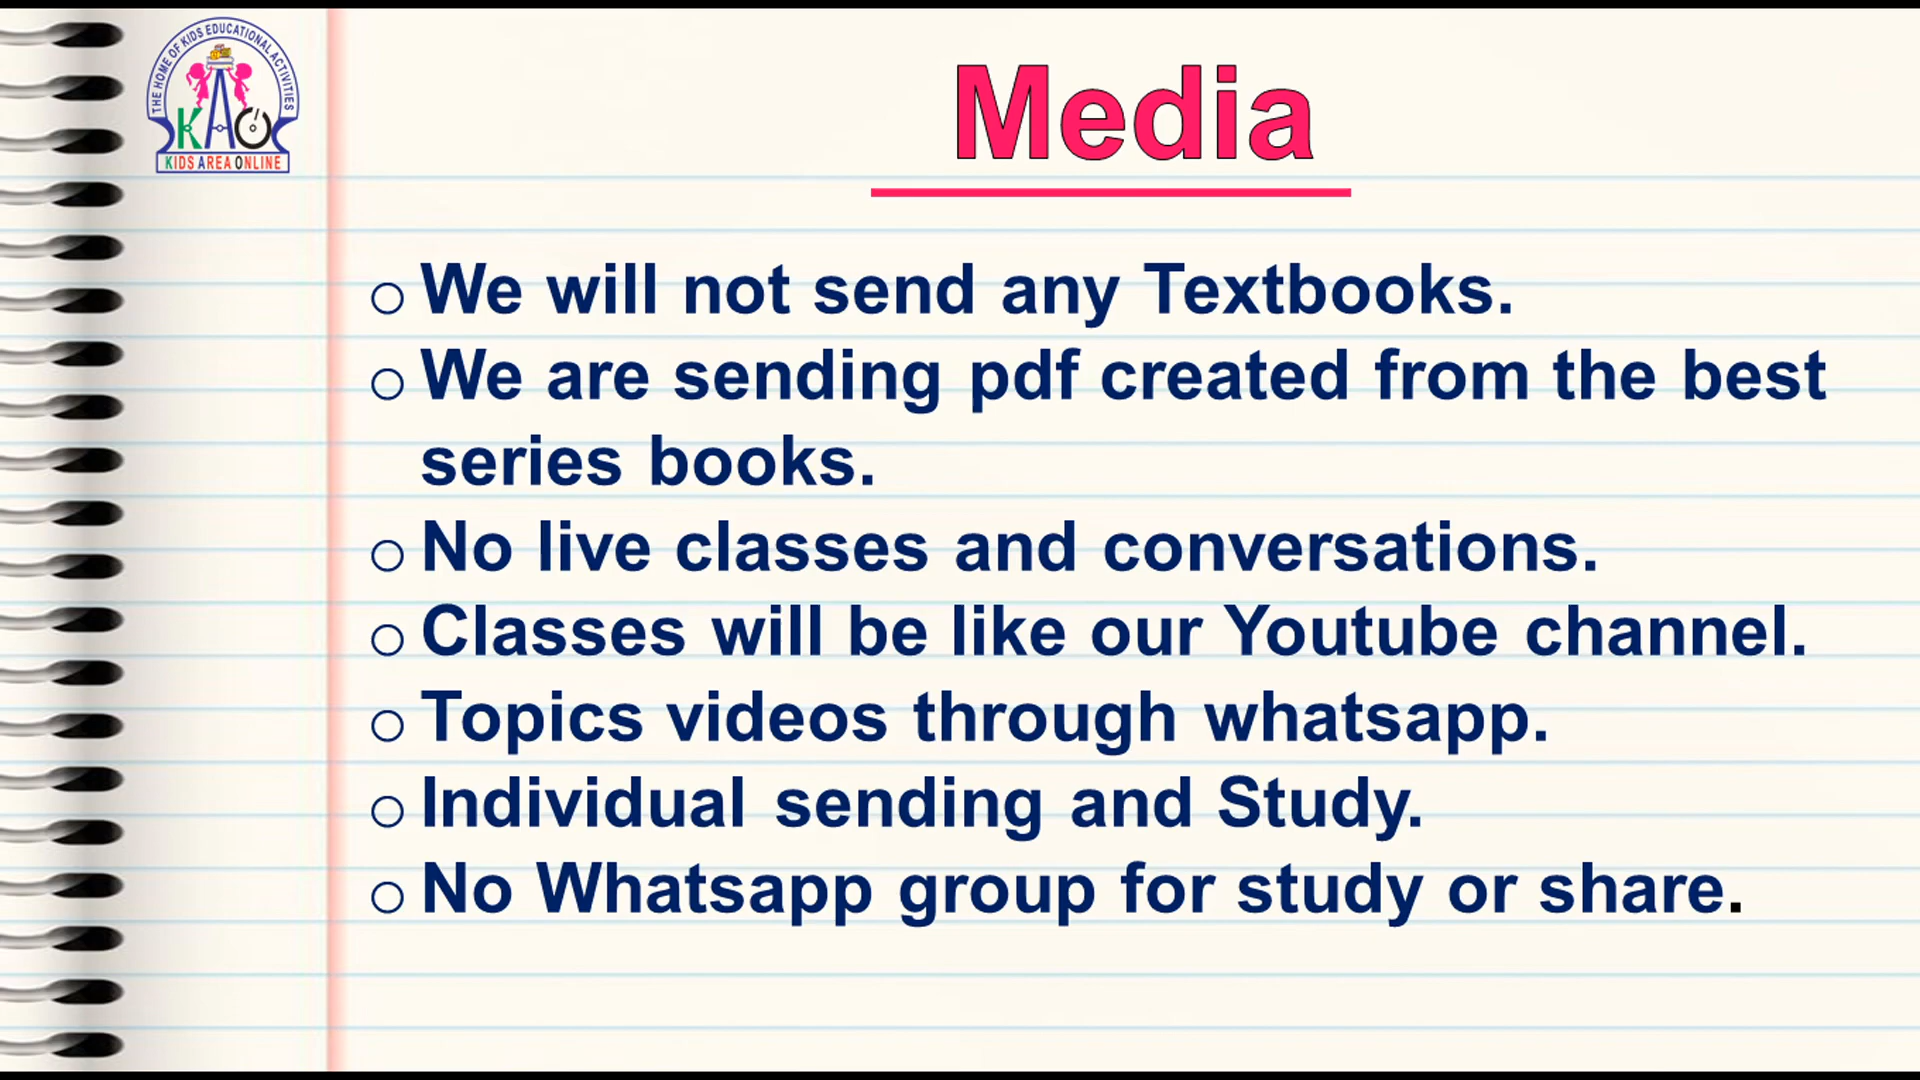 THE HOME OF KIDS EDUCATIONAL ACTIVITIES
KAO
KIDS AREA ONLINE
Media
We will not send any Textbooks.
We are sending pdf created from the best
series books.
No live classes and conversations.
Classes will be like our Youtube channel.
Topics videos through whatsapp.
Individual sending and Study.
No Whatsapp group for study or share.